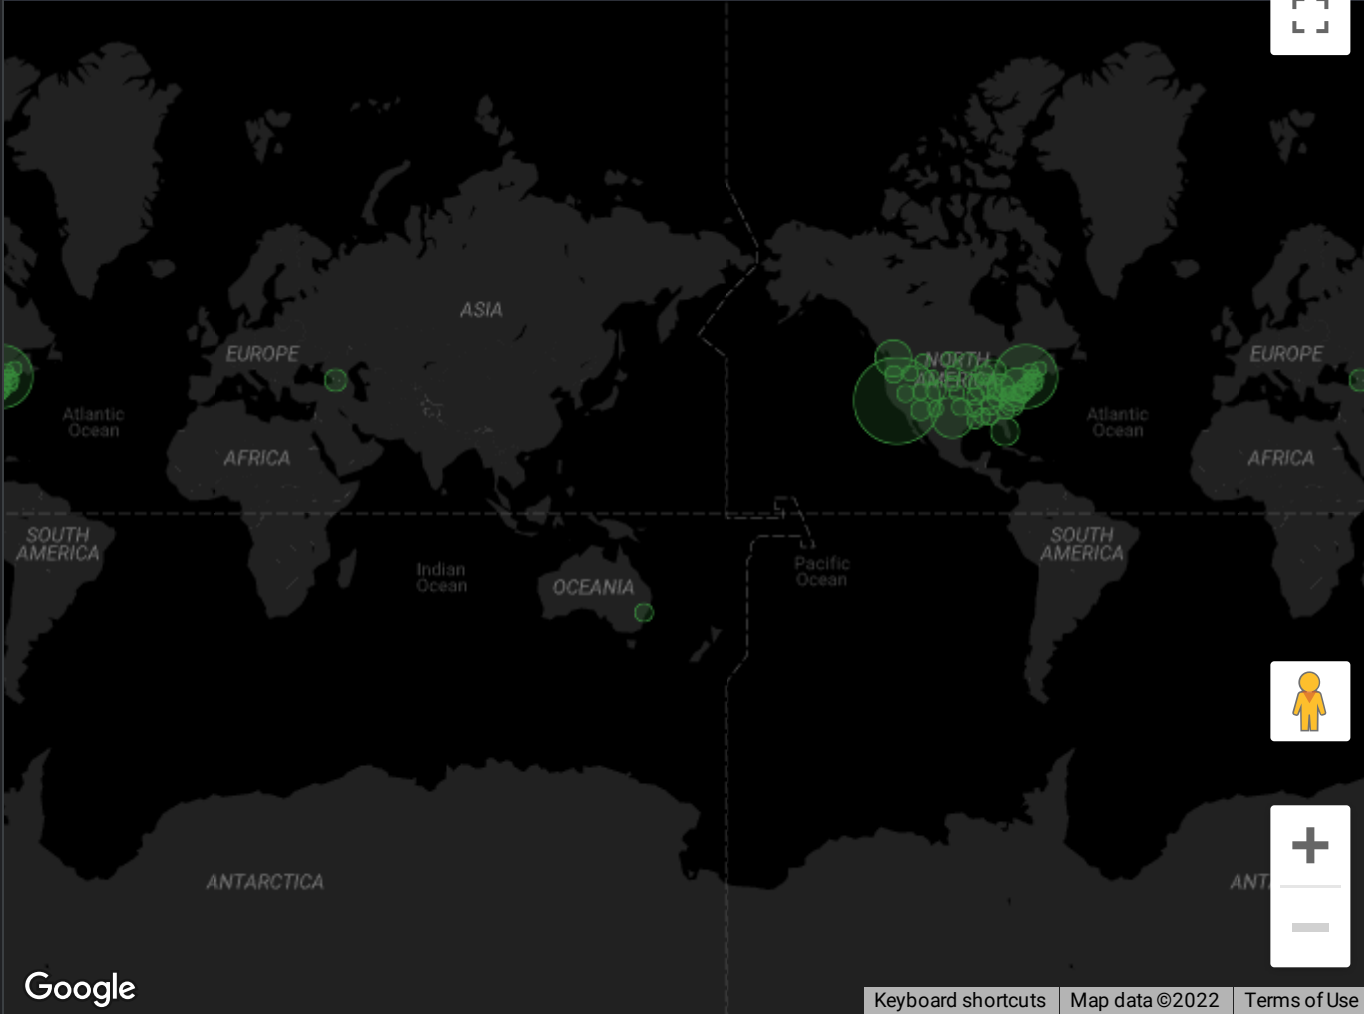 ASIA
EUROPE
NORTH
AMERICA
EUROPE
Atlantic
Ocean
Atlantic
Ocean
AFRICA
AFRICA
SOUTH
AMERICA
SOUTH
AMERICA
Indian
Ocean
OCEANIA
Pacific
Ocean
ANTARCTICA
ANT
Google
Keyboard shortcuts
Map data ©2022
Terms of Use